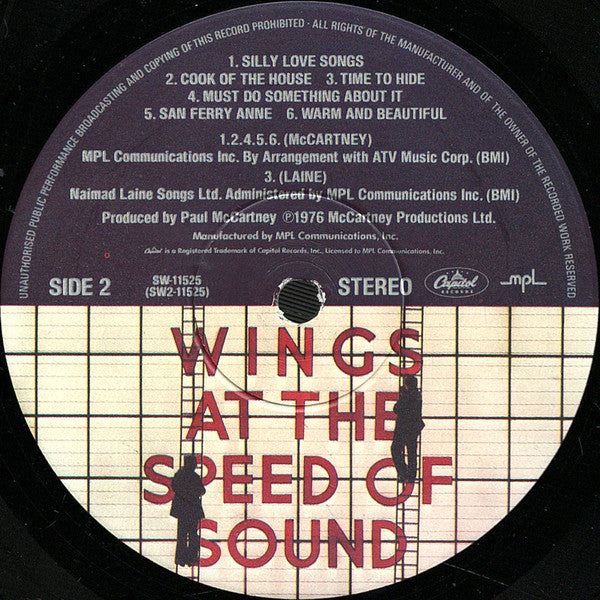 UNAUTHORISED PUBLIC PERFORMANCE BROADCASTING AND COPYING OF THIS RECORD PROHIBITED · ALL RIGHTS OF THE MANUFACTURER AND OF THE OWNER OF THE RECORDED WORK RESERVED
1. SILLY LOVE SONGS
2. COOK OF THE HOUSE 3. TIME TO HIDE
4. MUST DO SOMETHING ABOUT IT
5. SAN FERRY ANNE 6. WARM AND BEAUTIFUL
1.2.4.5.6. (McCARTNEY)
MPL Communications Inc. By Arrangement with ATV Music Corp. (BMI)
3. (LAINE)
Naimad Laine Songs Ltd. Administered by MPL Communications Inc. (BMI)
Produced by Paul McCartney ℗1976 McCartney Productions Ltd.
Manufactured by MPL Communications, Inc.
Capitol is a Registered Trademark of Capitol Records, Inc., Licensed to MPL Communications, Inc.
SIDE 2 SW-11525 STEREO Capitol RECORDS mpl
(SW2-11525)
WINGS
AT THE
SPEED OF
SOUND